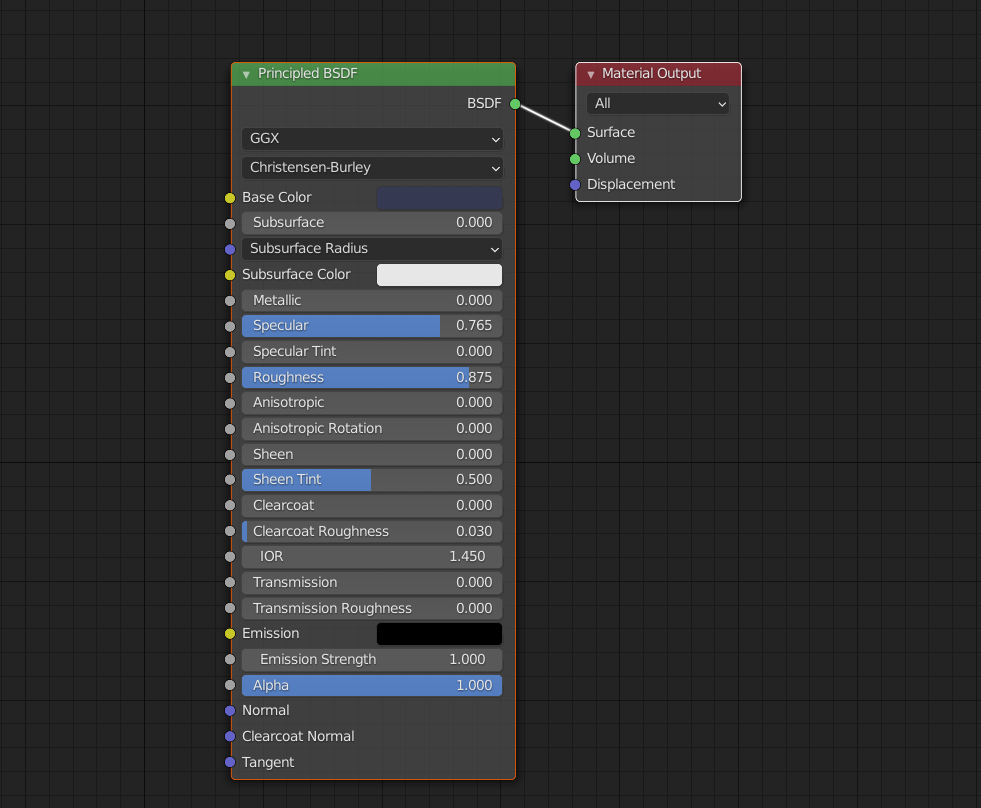 Principled BSDF
BSDF
GGX
Christensen-Burley
Base Color
Subsurface 0.000
Subsurface Radius
Subsurface Color
Metallic 0.000
Specular 0.765
Specular Tint 0.000
Roughness 0.875
Anisotropic 0.000
Anisotropic Rotation 0.000
Sheen 0.000
Sheen Tint 0.500
Clearcoat 0.000
Clearcoat Roughness 0.030
IOR 1.450
Transmission 0.000
Transmission Roughness 0.000
Emission
Emission Strength 1.000
Alpha 1.000
Normal
Clearcoat Normal
Tangent
Material Output
All
Surface
Volume
Displacement